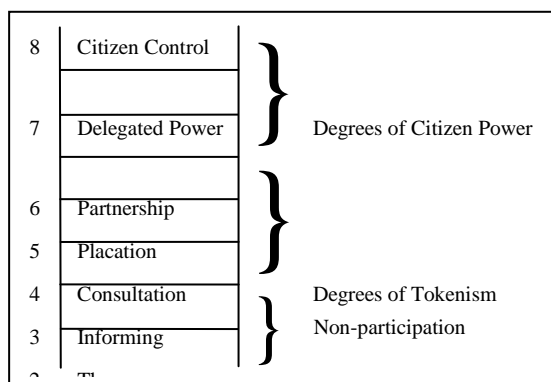 8 Citizen Control
7 Delegated Power Degrees of Citizen Power
6 Partnership
5 Placation
4 Consultation Degrees of Tokenism
Non-participation
3 Informing